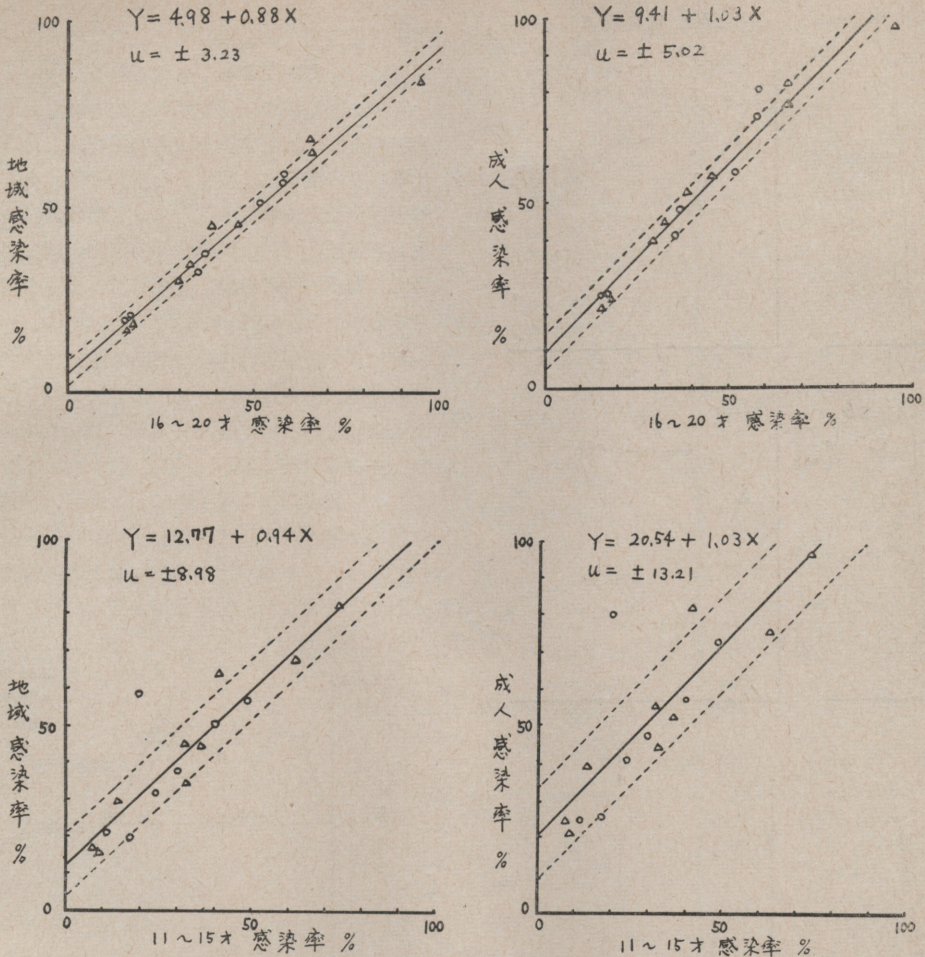 Y = 4.98 + 0.88 X
u = ± 3.23
100
50
0
地域感染率 %
0 50 100
16~20才 感染率 %
Y = 9.41 + 1.03 X
u = ± 5.02
100
50
0
成人感染率 %
0 50 100
16~20才 感染率 %
Y = 12.77 + 0.94 X
u = ±8.98
100
50
0
地域感染率 %
0 50 100
11~15才 感染率 %
Y = 20.54 + 1.03 X
u = ± 13.21
100
50
0
成人感染率 %
0 50 100
11~15才 感染率 %